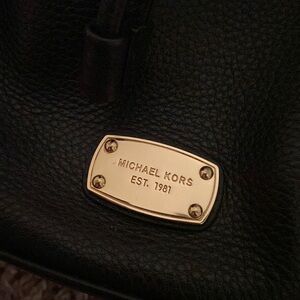 MICHAEL KORS
EST. 1981